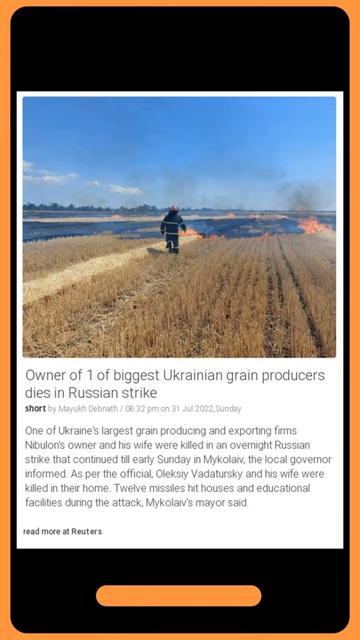 Owner of 1 of biggest Ukrainian grain producers
dies in Russian strike
short by Mayukh Debnath / 08:32 pm on 31 Jul 2022,Sunday
One of Ukraine's largest grain producing and exporting firms
Nibulon's owner and his wife were killed in an overnight Russian
strike that continued till early Sunday in Mykolaiv, the local governor
informed. As per the official, Oleksiy Vadatursky and his wife were
killed in their home. Twelve missiles hit houses and educational
facilities during the attack, Mykolaiv's mayor said.
read more at Reuters